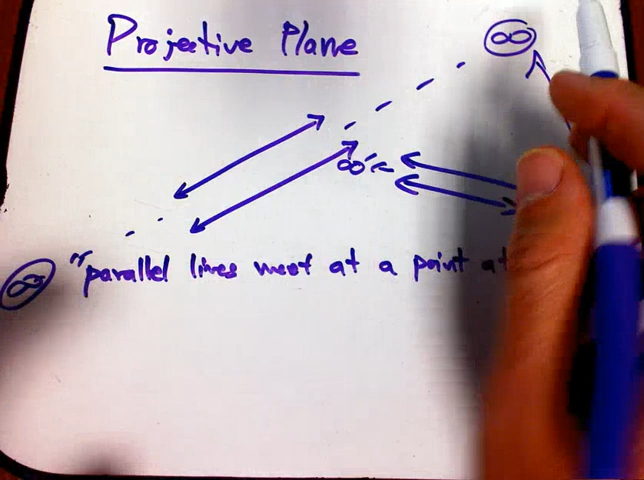 Projective Plane
∞
∞'
∞ "parallel lines meet at a point at